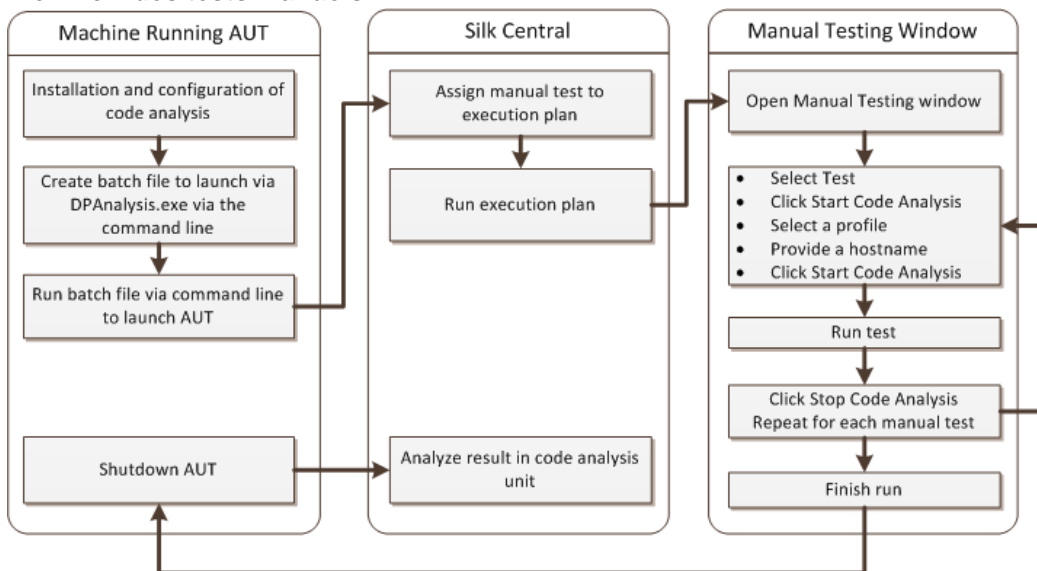 Machine Running AUT
Installation and configuration of
code analysis
Create batch file to launch via
DPAnalysis.exe via the
command line
Run batch file via command line
to launch AUT
Shutdown AUT
Silk Central
Assign manual test to
execution plan
Run execution plan
Analyze result in code analysis
unit
Manual Testing Window
Open Manual Testing window
• Select Test
• Click Start Code Analysis
• Select a profile
• Provide a hostname
• Click Start Code Analysis
Run test
Click Stop Code Analysis
Repeat for each manual test
Finish run